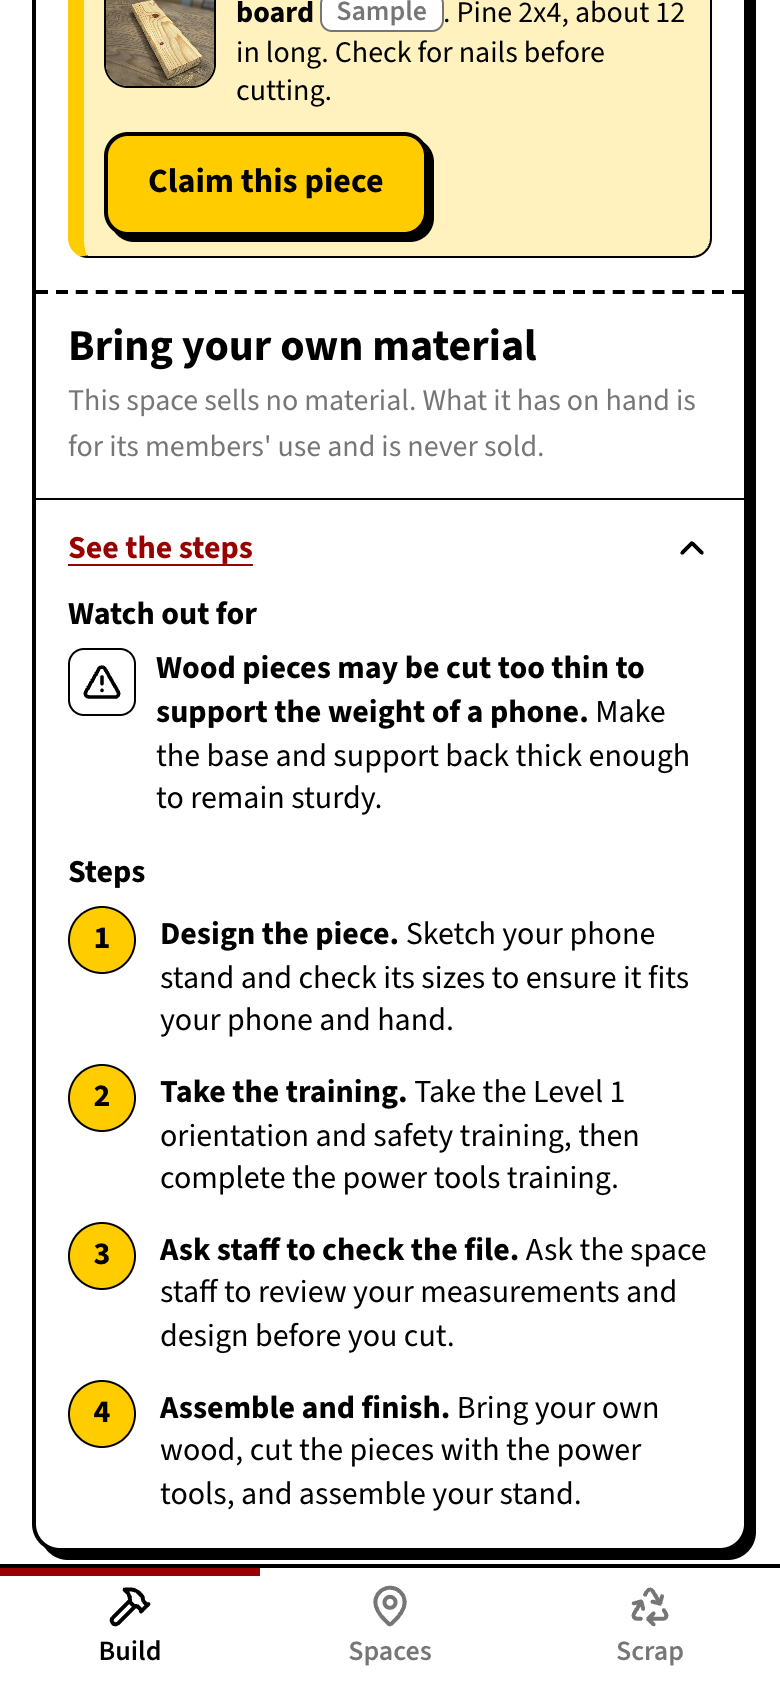 board Sample . Pine 2x4, about 12
in long. Check for nails before
cutting.
Claim this piece
Bring your own material
This space sells no material. What it has on hand is
for its members' use and is never sold.
See the steps
Watch out for
Wood pieces may be cut too thin to
support the weight of a phone. Make
the base and support back thick enough
to remain sturdy.
Steps
1 Design the piece. Sketch your phone
stand and check its sizes to ensure it fits
your phone and hand.
2 Take the training. Take the Level 1
orientation and safety training, then
complete the power tools training.
3 Ask staff to check the file. Ask the space
staff to review your measurements and
design before you cut.
4 Assemble and finish. Bring your own
wood, cut the pieces with the power
tools, and assemble your stand.
Build Spaces Scrap